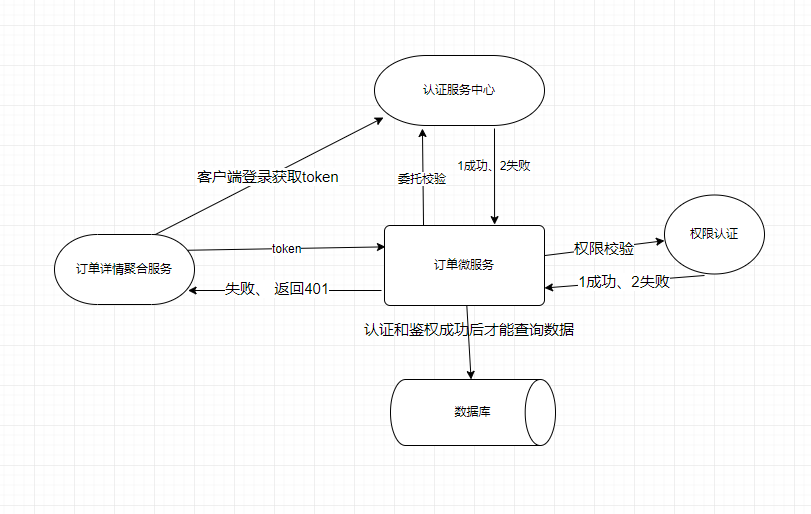 认证服务中心
客户端登录获取token
委托校验
1成功、2失败
权限认证
订单详情聚合服务
token
订单微服务
权限校验
失败、 返回401
1成功、2失败
认证和鉴权成功后才能查询数据
数据库